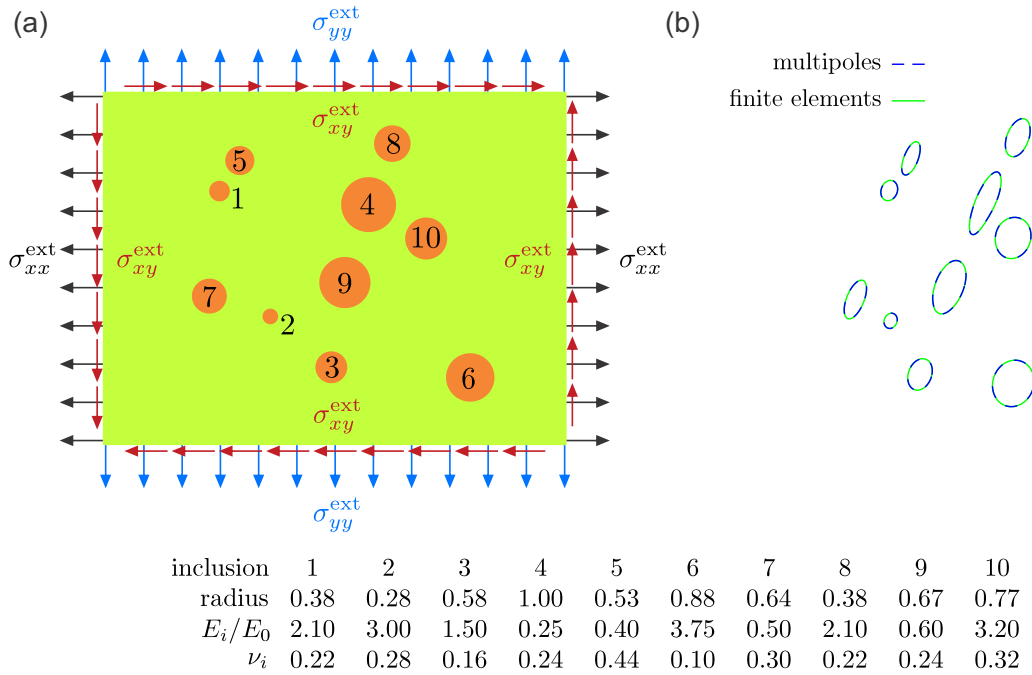 (a)
(b)
σ_yy^ext
σ_xy^ext
σ_xx^ext
σ_xy^ext
σ_xy^ext
σ_xx^ext
σ_xy^ext
σ_yy^ext
8
5
1
4
10
9
7
2
3
6
multipoles
finite elements
inclusion 1 2 3 4 5 6 7 8 9 10
radius 0.38 0.28 0.58 1.00 0.53 0.88 0.64 0.38 0.67 0.77
E_i/E_0 2.10 3.00 1.50 0.25 0.40 3.75 0.50 2.10 0.60 3.20
ν_i 0.22 0.28 0.16 0.24 0.44 0.10 0.30 0.22 0.24 0.32